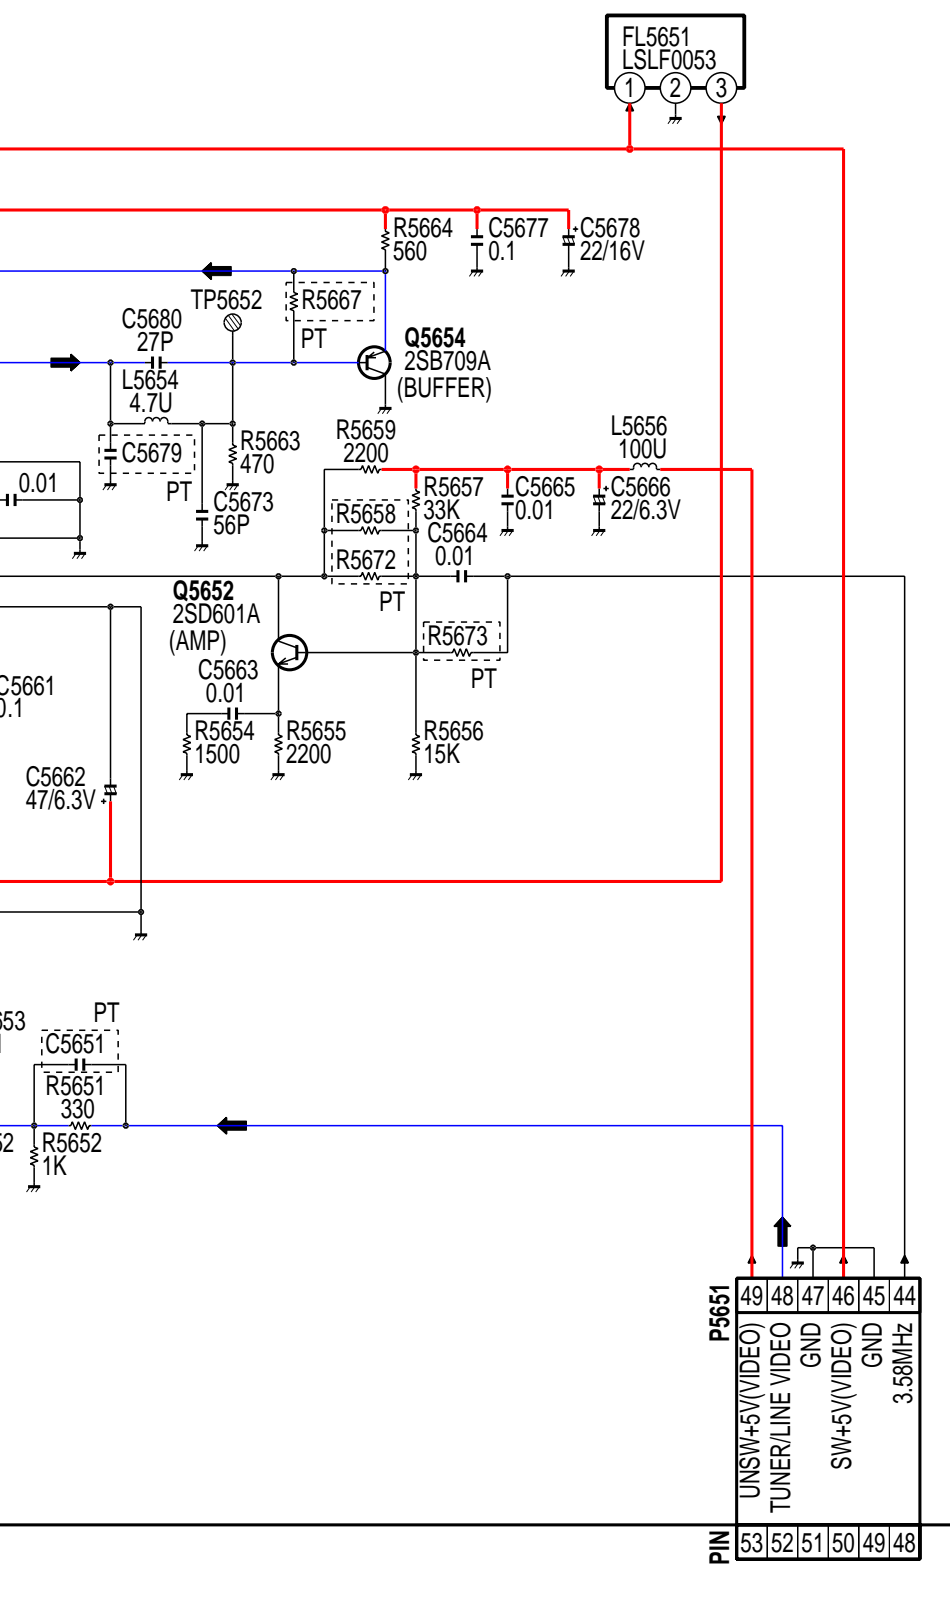 FL5651
LSLF0053
1 2 3
R5664
560
C5677
0.1
+ C5678
22/16V
TP5652
R5667
PT
C5680
27P
Q5654
2SB709A
(BUFFER)
L5654
4.7U
C5679
PT
R5663
470
C5673
56P
0.01
R5659
2200
L5656
100U
R5657
33K
C5665
0.01
+ C5666
22/6.3V
R5658
R5672
PT
C5664
0.01
Q5652
2SD601A
(AMP)
R5673
PT
C5663
0.01
R5654
1500
R5655
2200
R5656
15K
C5661
0.1
C5662
47/6.3V +
PT
653
C5651
R5651
330
52
R5652
1K
P5651
49 48 47 46 45 44
UNSW+5V(VIDEO)
TUNER/LINE VIDEO
GND
SW+5V(VIDEO)
GND
3.58MHz
PIN
53 52 51 50 49 48